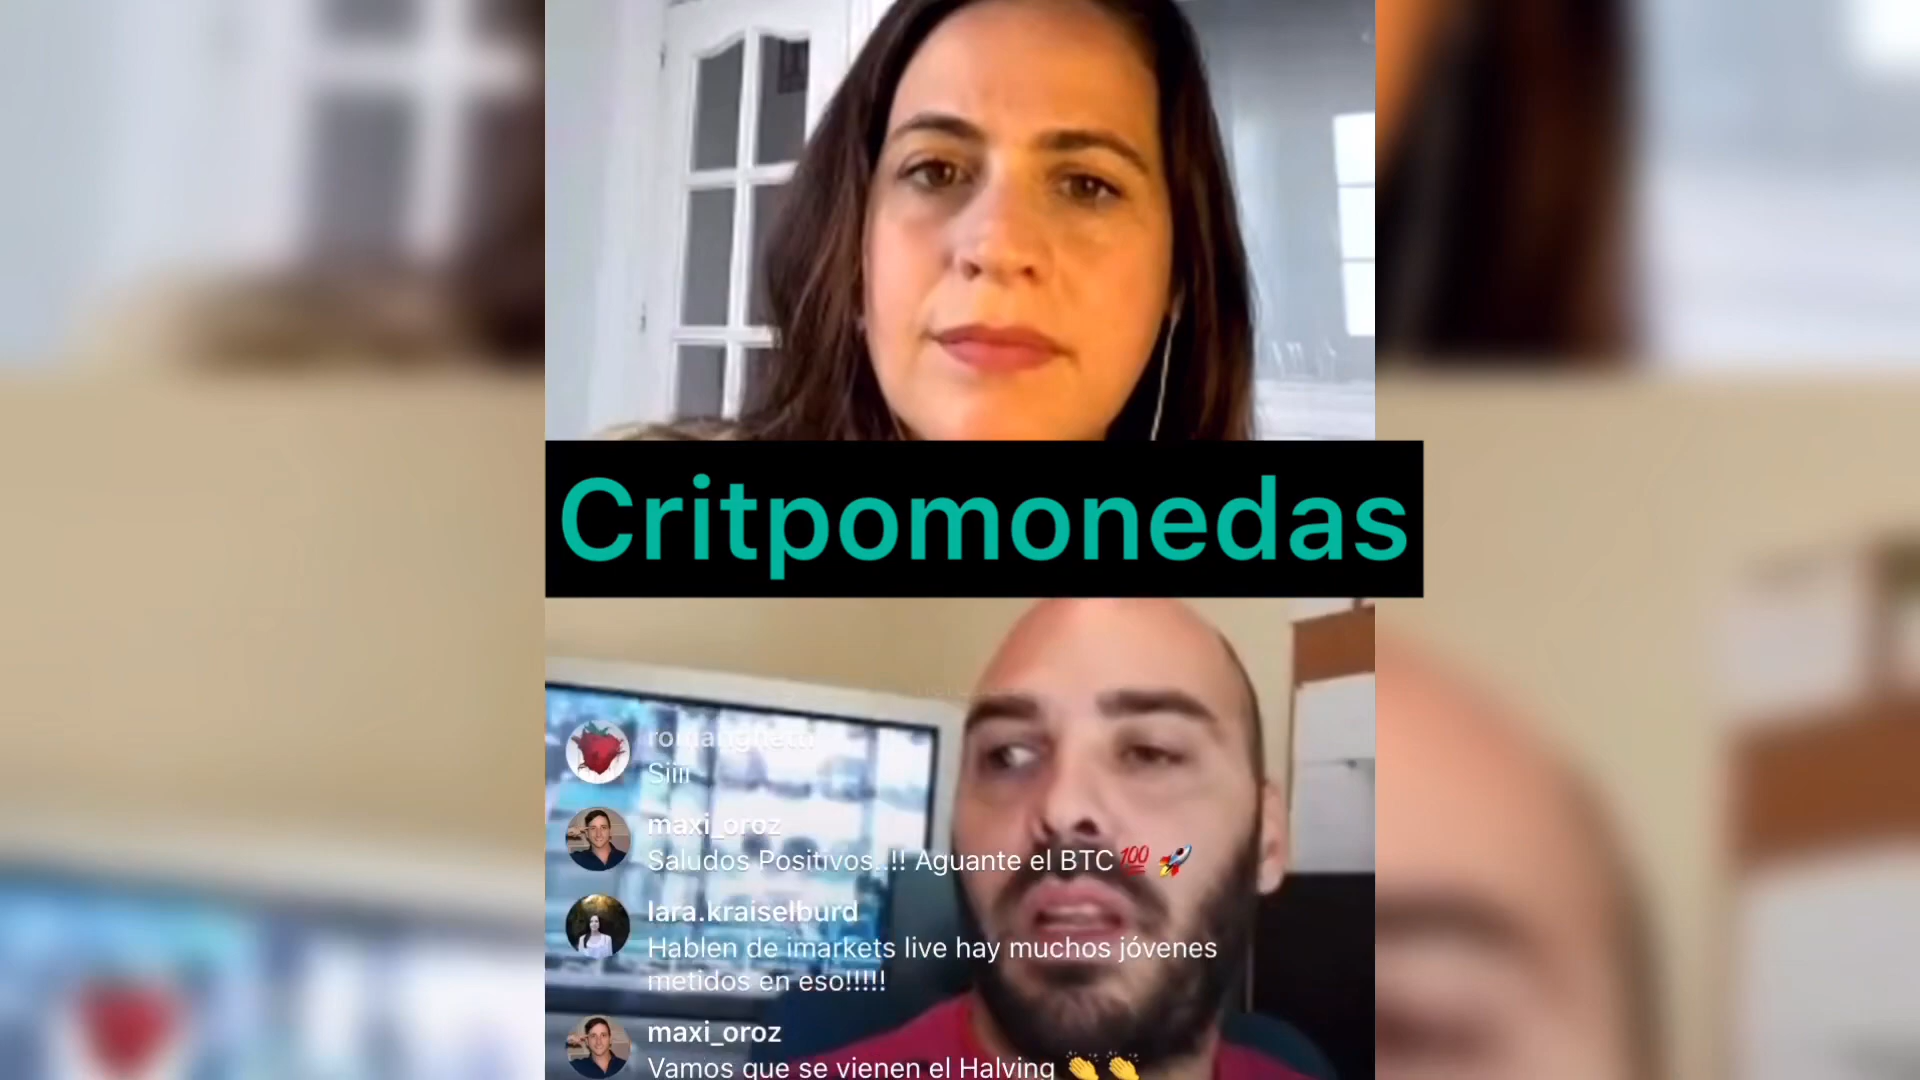 Critpomonedas
Siiii
maxi_oroz
Saludos Positivos..!! Aguante el BTC💯 🚀
lara.kraiselburd
Hablen de imarkets live hay muchos jóvenes
metidos en eso!!!!!
maxi_oroz
Vamos que se vienen el Halving 👏👏